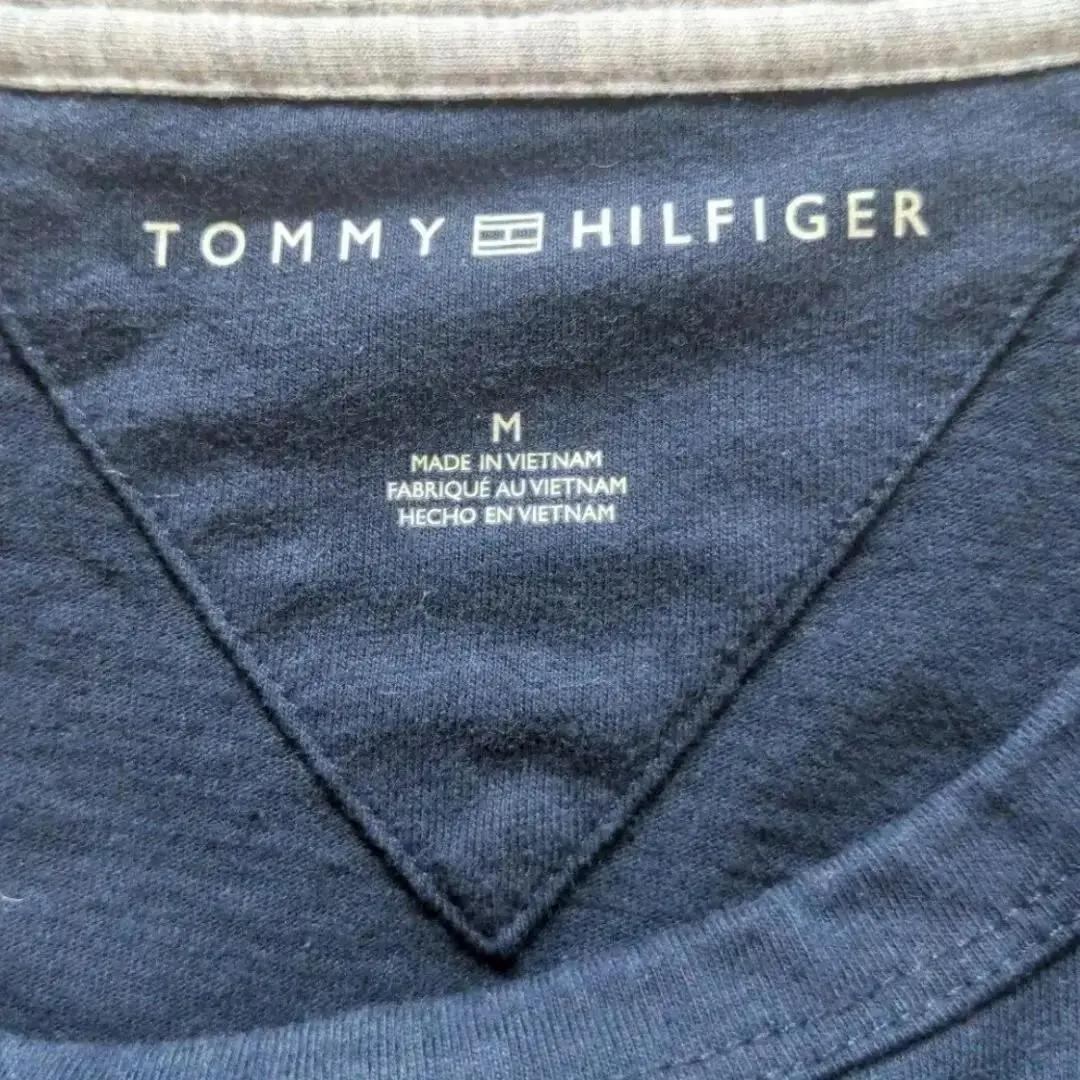 TOMMY HILFIGER
M
MADE IN VIETNAM
FABRIQUÉ AU VIETNAM
HECHO EN VIETNAM